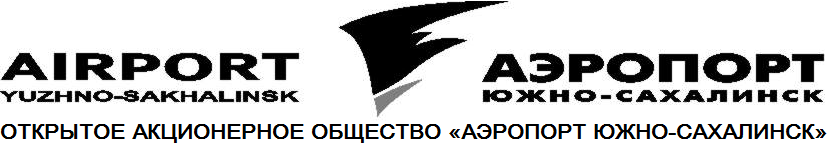 AIRPORT
YUZHNO-SAKHALINSK
АЭРОПОРТ
ЮЖНО-САХАЛИНСК
ОТКРЫТОЕ АКЦИОНЕРНОЕ ОБЩЕСТВО «АЭРОПОРТ ЮЖНО-САХАЛИНСК»